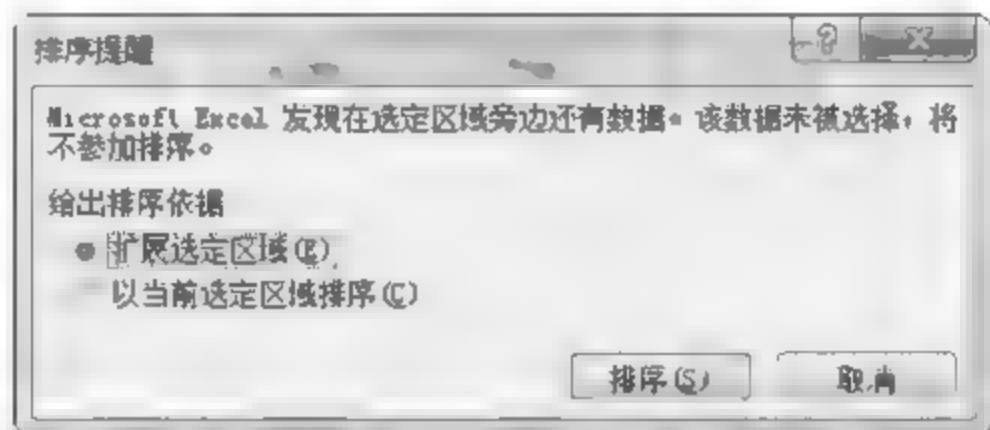 排序提醒
Microsoft Excel 发现在选定区域旁边还有数据。该数据未被选择，将
不参加排序。
给出排序依据
扩展选定区域(E)
以当前选定区域排序(C)
排序(S)
取消